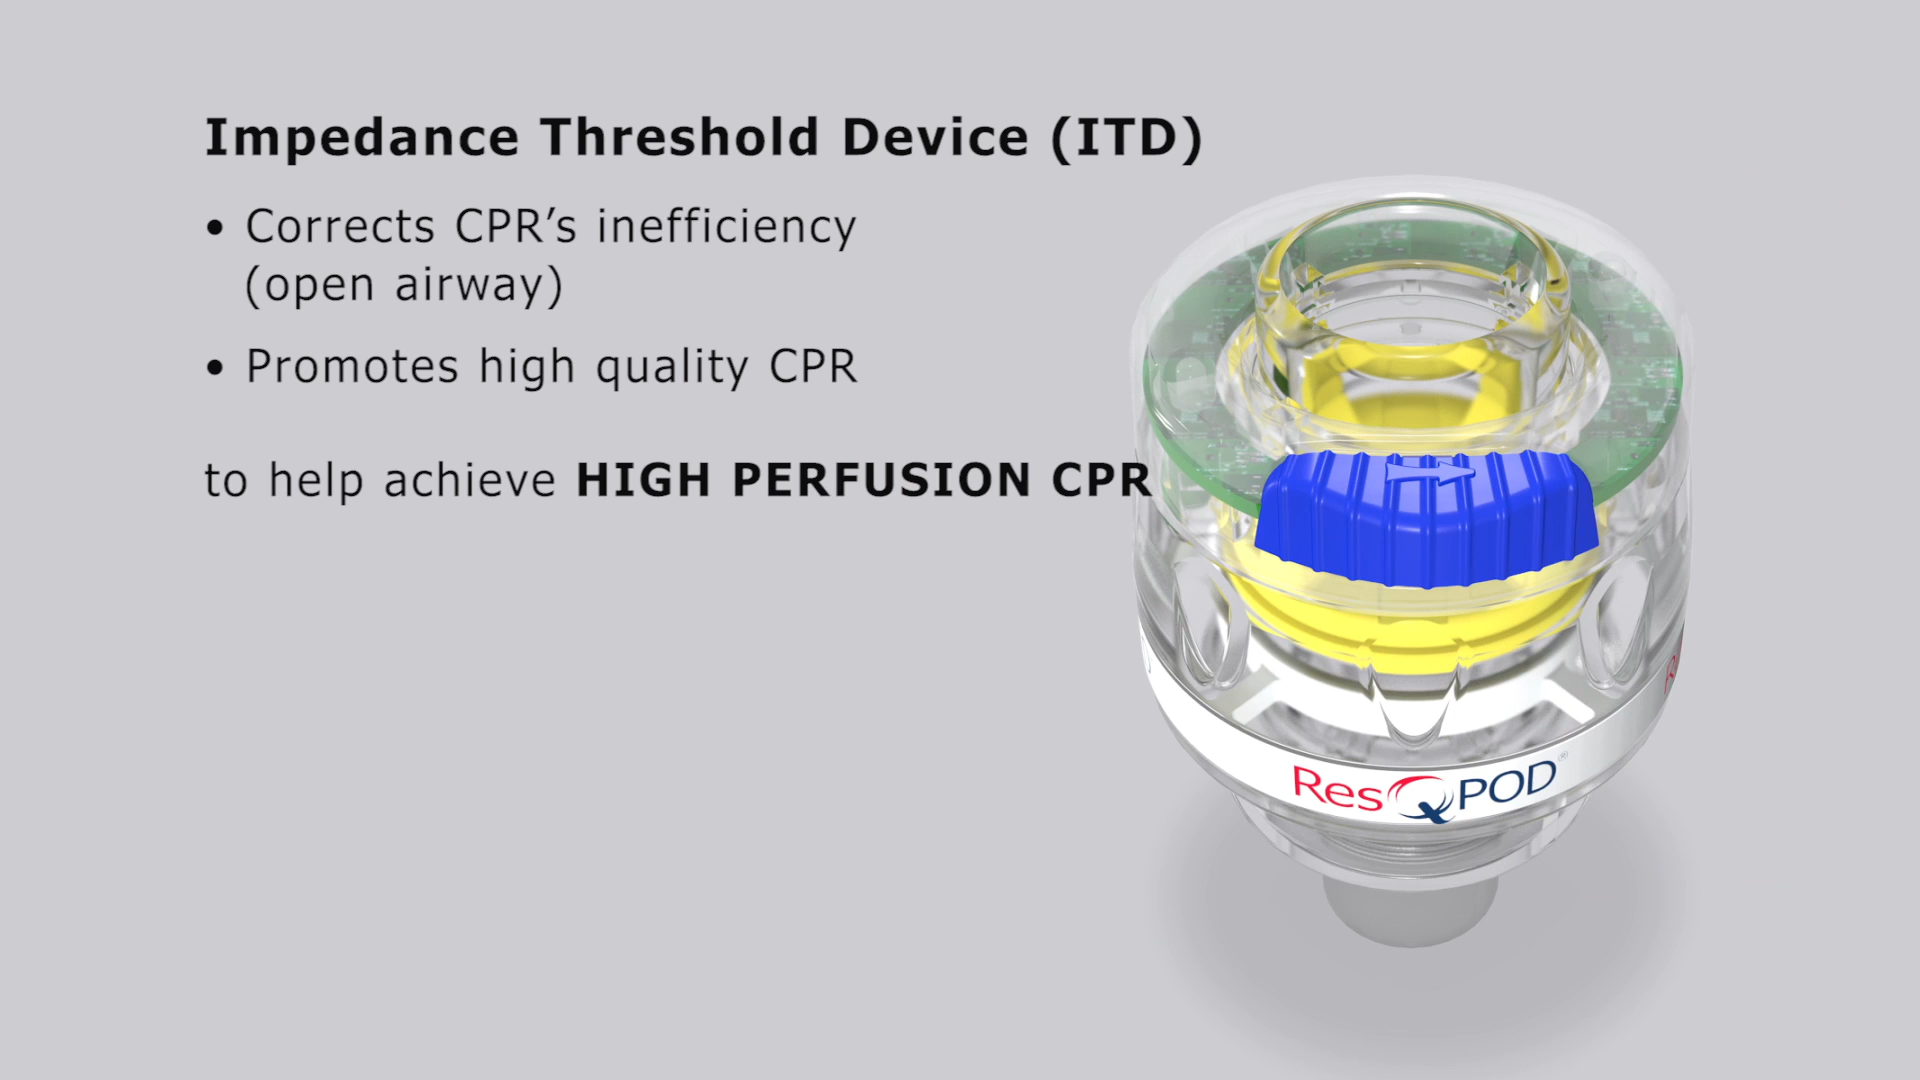 Impedance Threshold Device (ITD)
• Corrects CPR’s inefficiency
(open airway)
• Promotes high quality CPR
to help achieve HIGH PERFUSION CPR
ResQPOD®